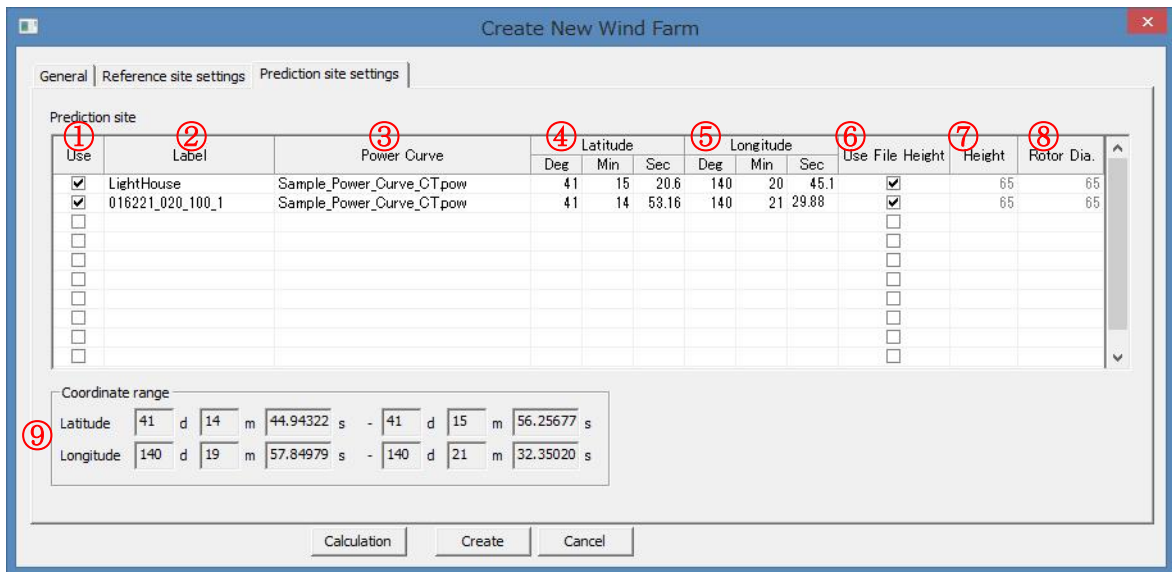 Create New Wind Farm
General Reference site settings Prediction site settings
Prediction site
① ② ③ ④ ⑤ ⑥ ⑦ ⑧
Use Label Power Curve Latitude Longitude Use File Height Height Rotor Dia.
Deg Min Sec Deg Min Sec
LightHouse Sample_Power_Curve_CT.pow 41 15 20.6 140 20 45.1 65 65
016221_020_100_1 Sample_Power_Curve_CT.pow 41 14 53.16 140 21 29.88 65 65
Coordinate range
Latitude 41 d 14 m 44.94322 s - 41 d 15 m 56.25677 s
⑨
Longitude 140 d 19 m 57.84979 s - 140 d 21 m 32.35020 s
Calculation Create Cancel